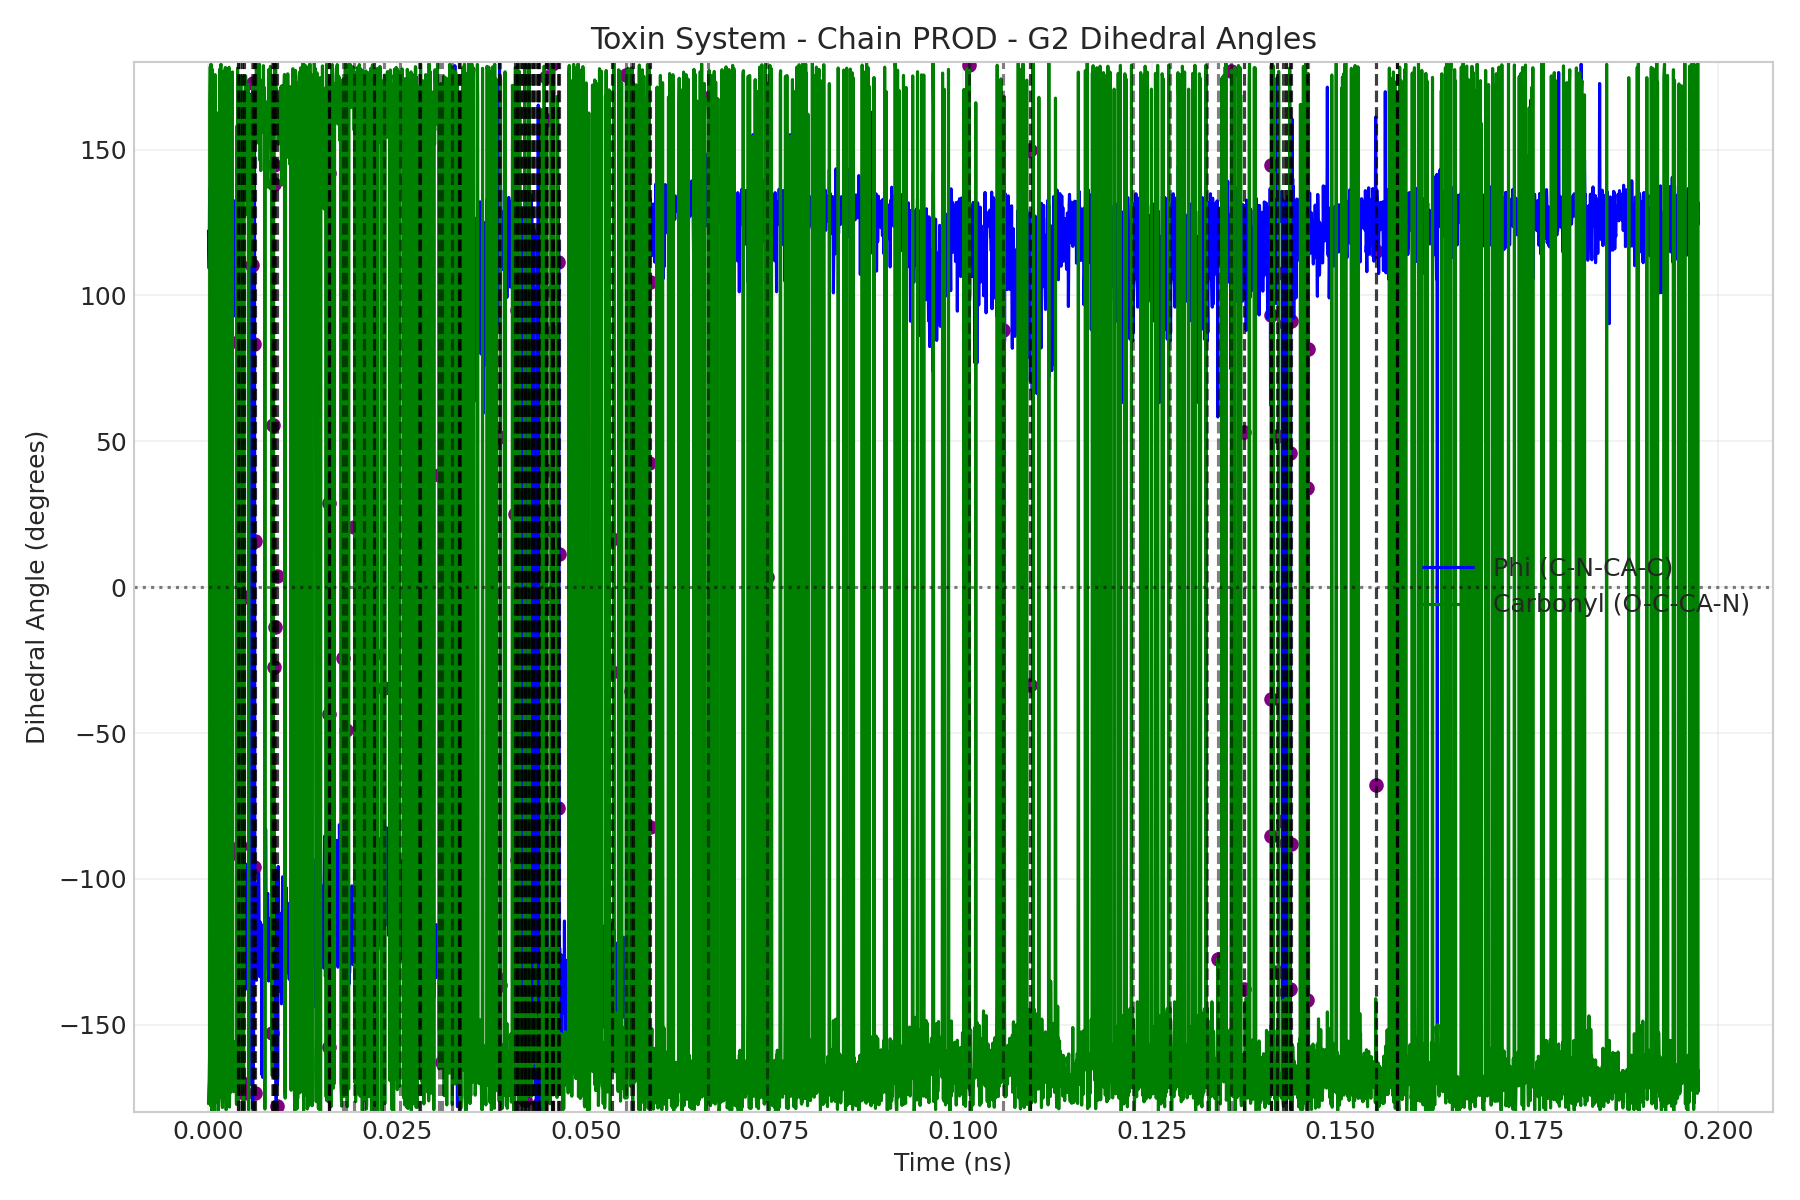 Toxin System - Chain PROD - G2 Dihedral Angles
150
100
50
0
−50
−100
−150
Dihedral Angle (degrees)
Phi (C-N-CA-C)
Carbonyl (O-C-CA-N)
0.000 0.025 0.050 0.075 0.100 0.125 0.150 0.175 0.200
Time (ns)